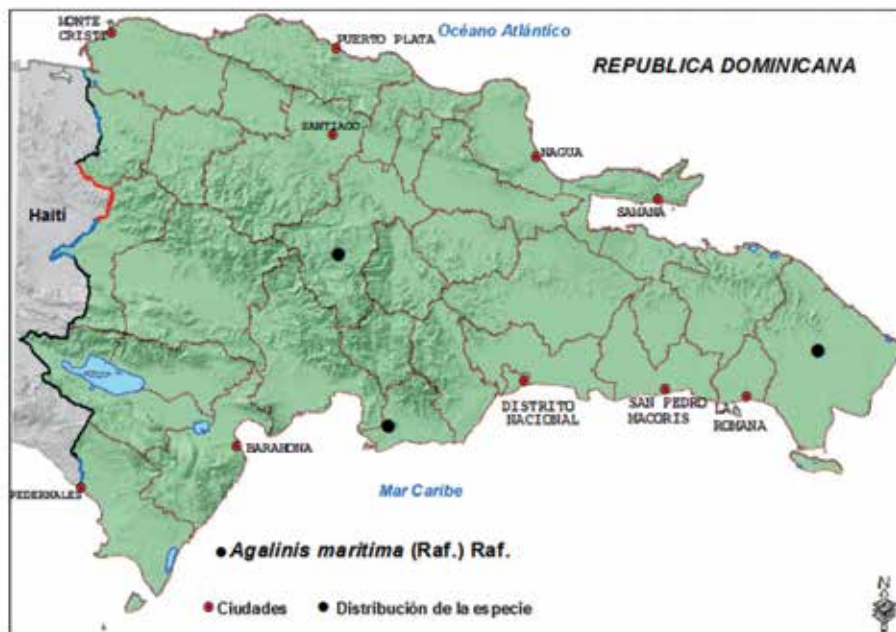 MONTE
CRISTI
PUERTO PLATA
Océano Atlántico
REPUBLICA DOMINICANA
SANTIAGO
NAGUA
SAMANÁ
Haití
DISTRITO
NACIONAL
SAN PEDRO
MACORIS
LA
ROMANA
BARAHONA
Mar Caribe
PEDERNALES
Agalinis maritima (Raf.) Raf.
Ciudades
Distribución de la especie
N